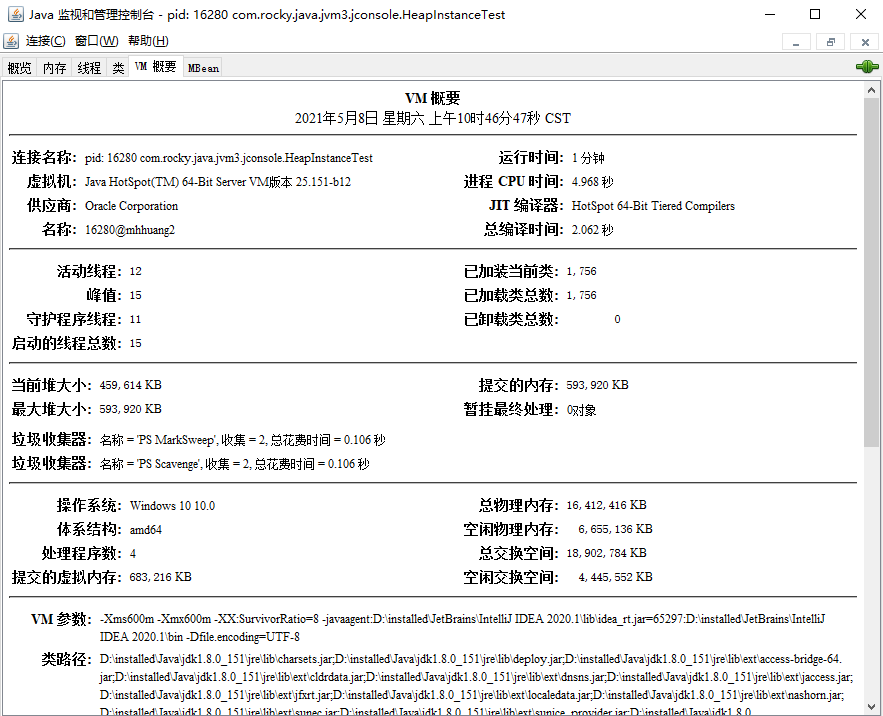 Java 监视和管理控制台 - pid: 16280 com.rocky.java.jvm3.jconsole.HeapInstanceTest
连接(C) 窗口(W) 帮助(H)
概览 内存 线程 类 VM 概要 MBean
VM 概要
2021年5月8日 星期六 上午10时46分47秒 CST
连接名称: pid: 16280 com.rocky.java.jvm3.jconsole.HeapInstanceTest 运行时间: 1 分钟
虚拟机: Java HotSpot(TM) 64-Bit Server VM版本 25.151-b12 进程 CPU 时间: 4.968 秒
供应商: Oracle Corporation JIT 编译器: HotSpot 64-Bit Tiered Compilers
名称: 16280@mhhuang2 总编译时间: 2.062 秒
活动线程: 12 已加装当前类: 1,756
峰值: 15 已加载类总数: 1,756
守护程序线程: 11 已卸载类总数: 0
启动的线程总数: 15
当前堆大小: 459,614 KB 提交的内存: 593,920 KB
最大堆大小: 593,920 KB 暂挂最终处理: 0对象
垃圾收集器: 名称 = 'PS MarkSweep', 收集 = 2, 总花费时间 = 0.106 秒
垃圾收集器: 名称 = 'PS Scavenge', 收集 = 2, 总花费时间 = 0.106 秒
操作系统: Windows 10 10.0 总物理内存: 16,412,416 KB
体系结构: amd64 空闲物理内存: 6,655,136 KB
处理程序数: 4 总交换空间: 18,902,784 KB
提交的虚拟内存: 683,216 KB 空闲交换空间: 4,445,552 KB
VM 参数: -Xms600m -Xmx600m -XX:SurvivorRatio=8 -javaagent:D:\installed\JetBrains\IntelliJ IDEA 2020.1\lib\idea_rt.jar=65297:D:\installed\JetBrains\IntelliJ
IDEA 2020.1\bin -Dfile.encoding=UTF-8
类路径: D:\installed\Java\jdk1.8.0_151\jre\lib\charsets.jar;D:\installed\Java\jdk1.8.0_151\jre\lib\deploy.jar;D:\installed\Java\jdk1.8.0_151\jre\lib\ext\access-bridge-64.
jar;D:\installed\Java\jdk1.8.0_151\jre\lib\ext\cldrdata.jar;D:\installed\Java\jdk1.8.0_151\jre\lib\ext\dnsns.jar;D:\installed\Java\jdk1.8.0_151\jre\lib\ext\jaccess.jar;
D:\installed\Java\jdk1.8.0_151\jre\lib\ext\jfxrt.jar;D:\installed\Java\jdk1.8.0_151\jre\lib\ext\localedata.jar;D:\installed\Java\jdk1.8.0_151\jre\lib\ext\nashorn.jar;
D:\installed\Java\jdk1.8.0_151\jre\lib\ext\sunec.jar;D:\installed\Java\jdk1.8.0_151\jre\lib\ext\sunjce_provider.jar;D:\installed\Java\jdk1.8.0